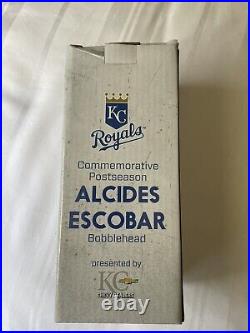 KC
Royals
Commemorative
Postseason
ALCIDES
ESCOBAR
Bobblehead
presented by
KC